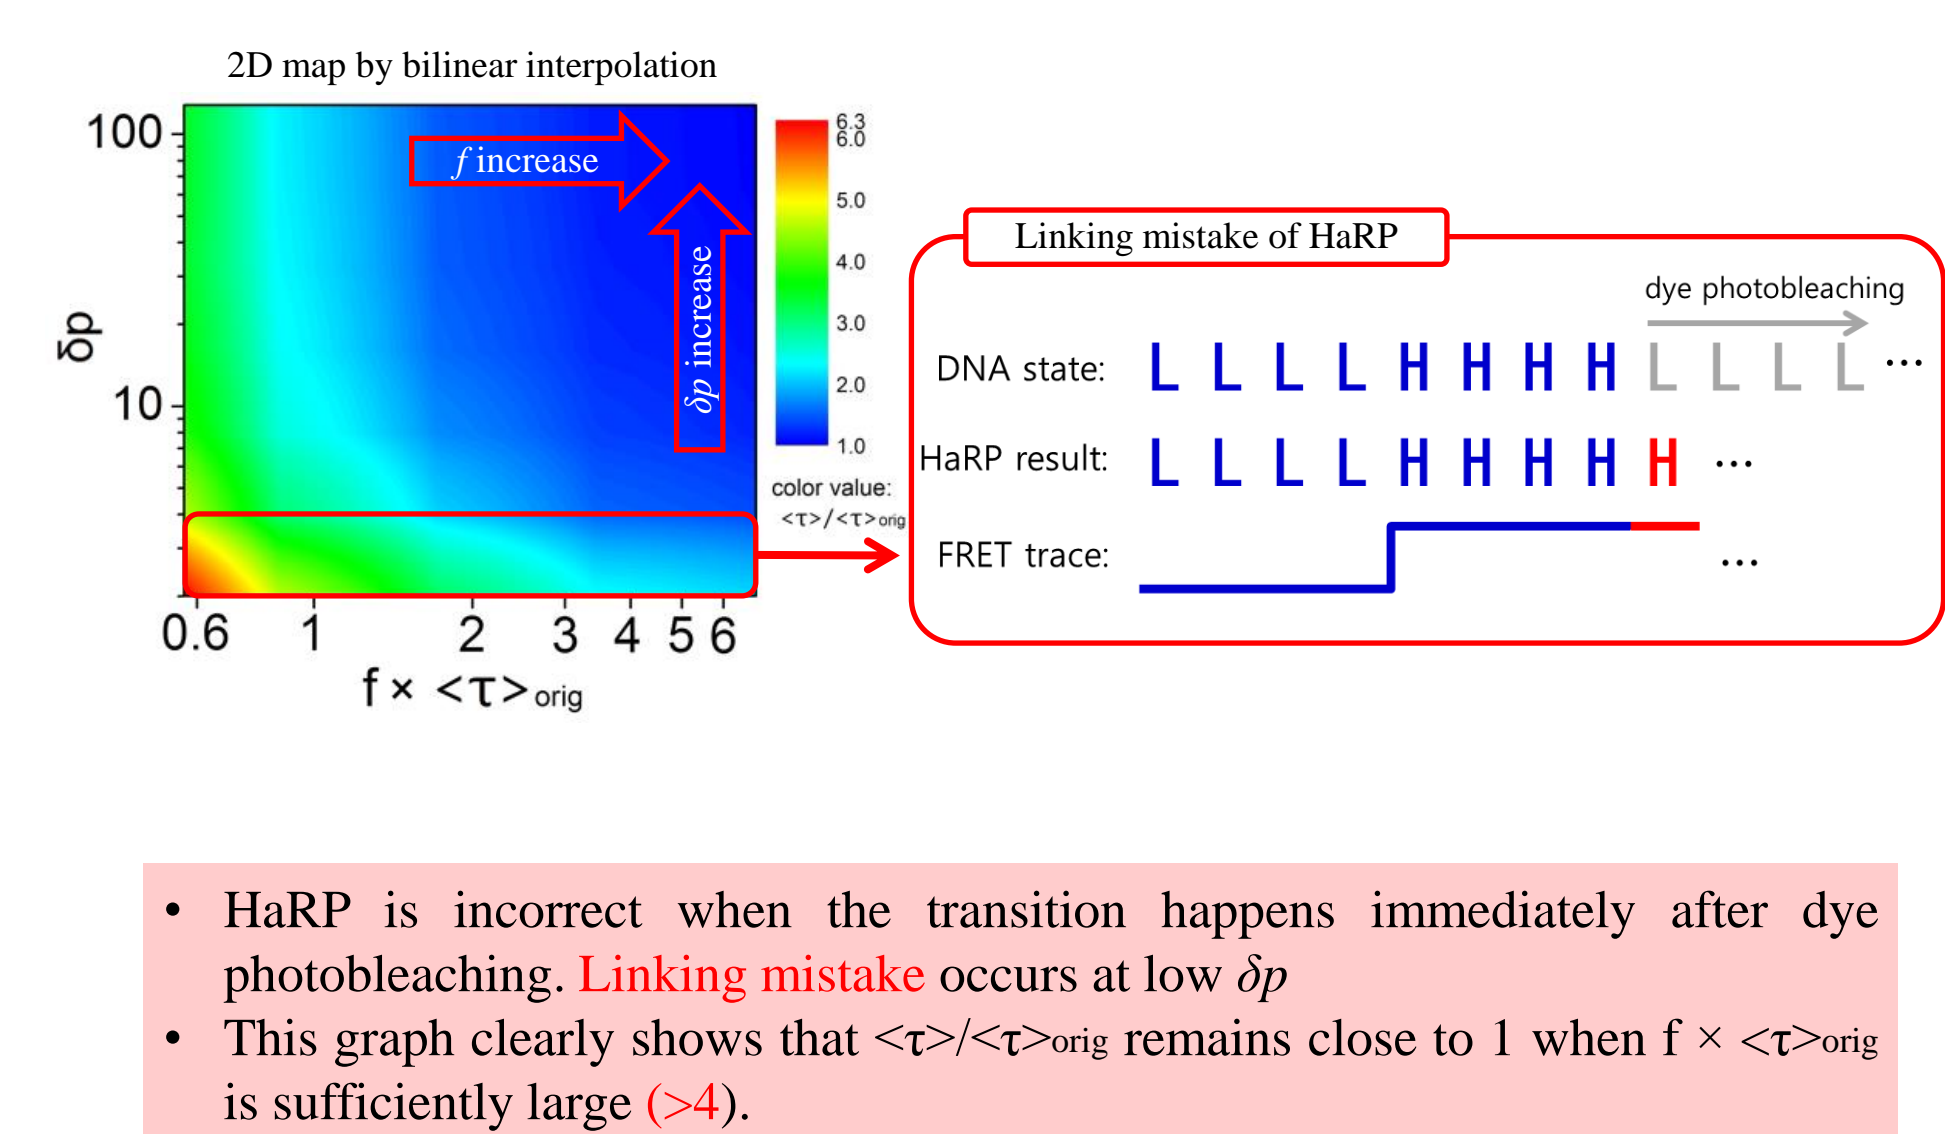 2D map by bilinear interpolation
100
10
δp
0.6 1 2 3 4 5 6
f × <τ>orig
f increase
δp increase
6.3
6.0
5.0
4.0
3.0
2.0
1.0
color value:
<τ>/<τ>orig
Linking mistake of HaRP
dye photobleaching
DNA state: L L L L H H H H L L L L ...
HaRP result: L L L L H H H H H ...
FRET trace: ...
• HaRP is incorrect when the transition happens immediately after dye
photobleaching. Linking mistake occurs at low δp
• This graph clearly shows that <τ>/<τ>orig remains close to 1 when f × <τ>orig
is sufficiently large (>4).